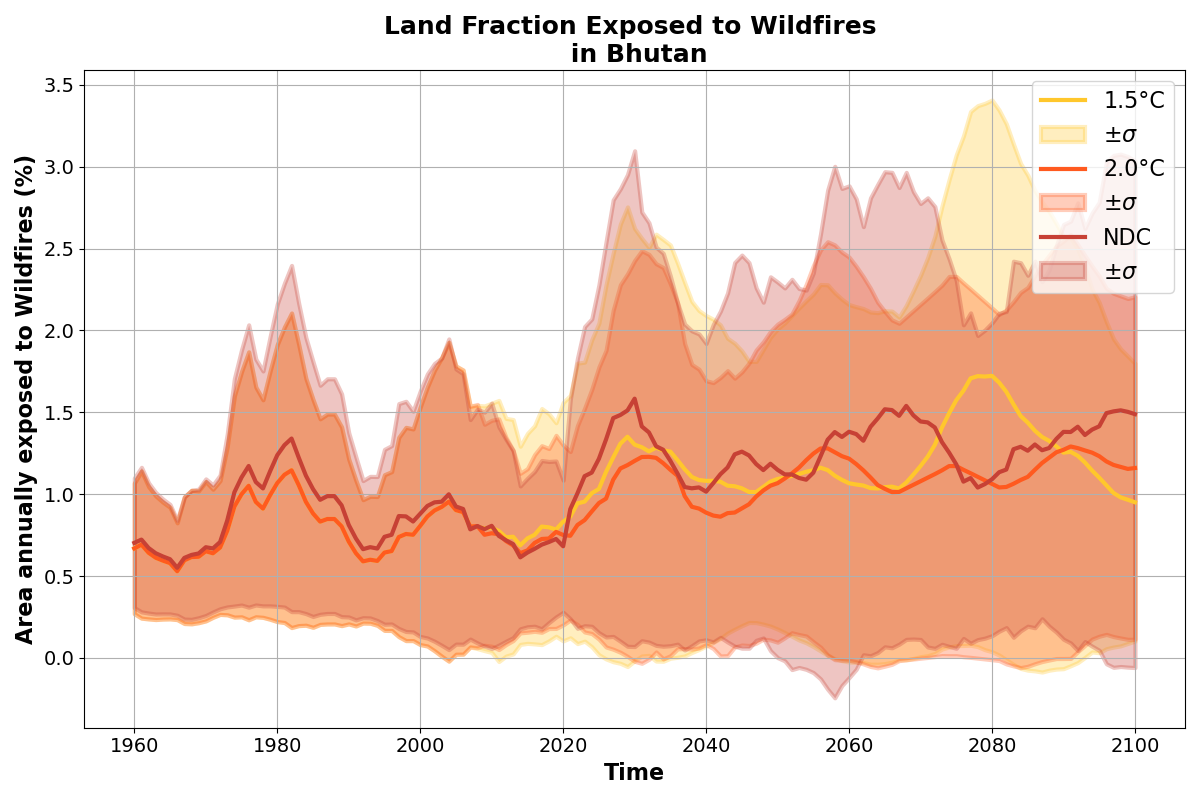 Land Fraction Exposed to Wildfires
in Bhutan
Area annually exposed to Wildfires (%)
3.5
3.0
2.5
2.0
1.5
1.0
0.5
0.0
1960
1980
2000
2020
2040
2060
2080
2100
Time
1.5°C
±σ
2.0°C
±σ
NDC
±σ